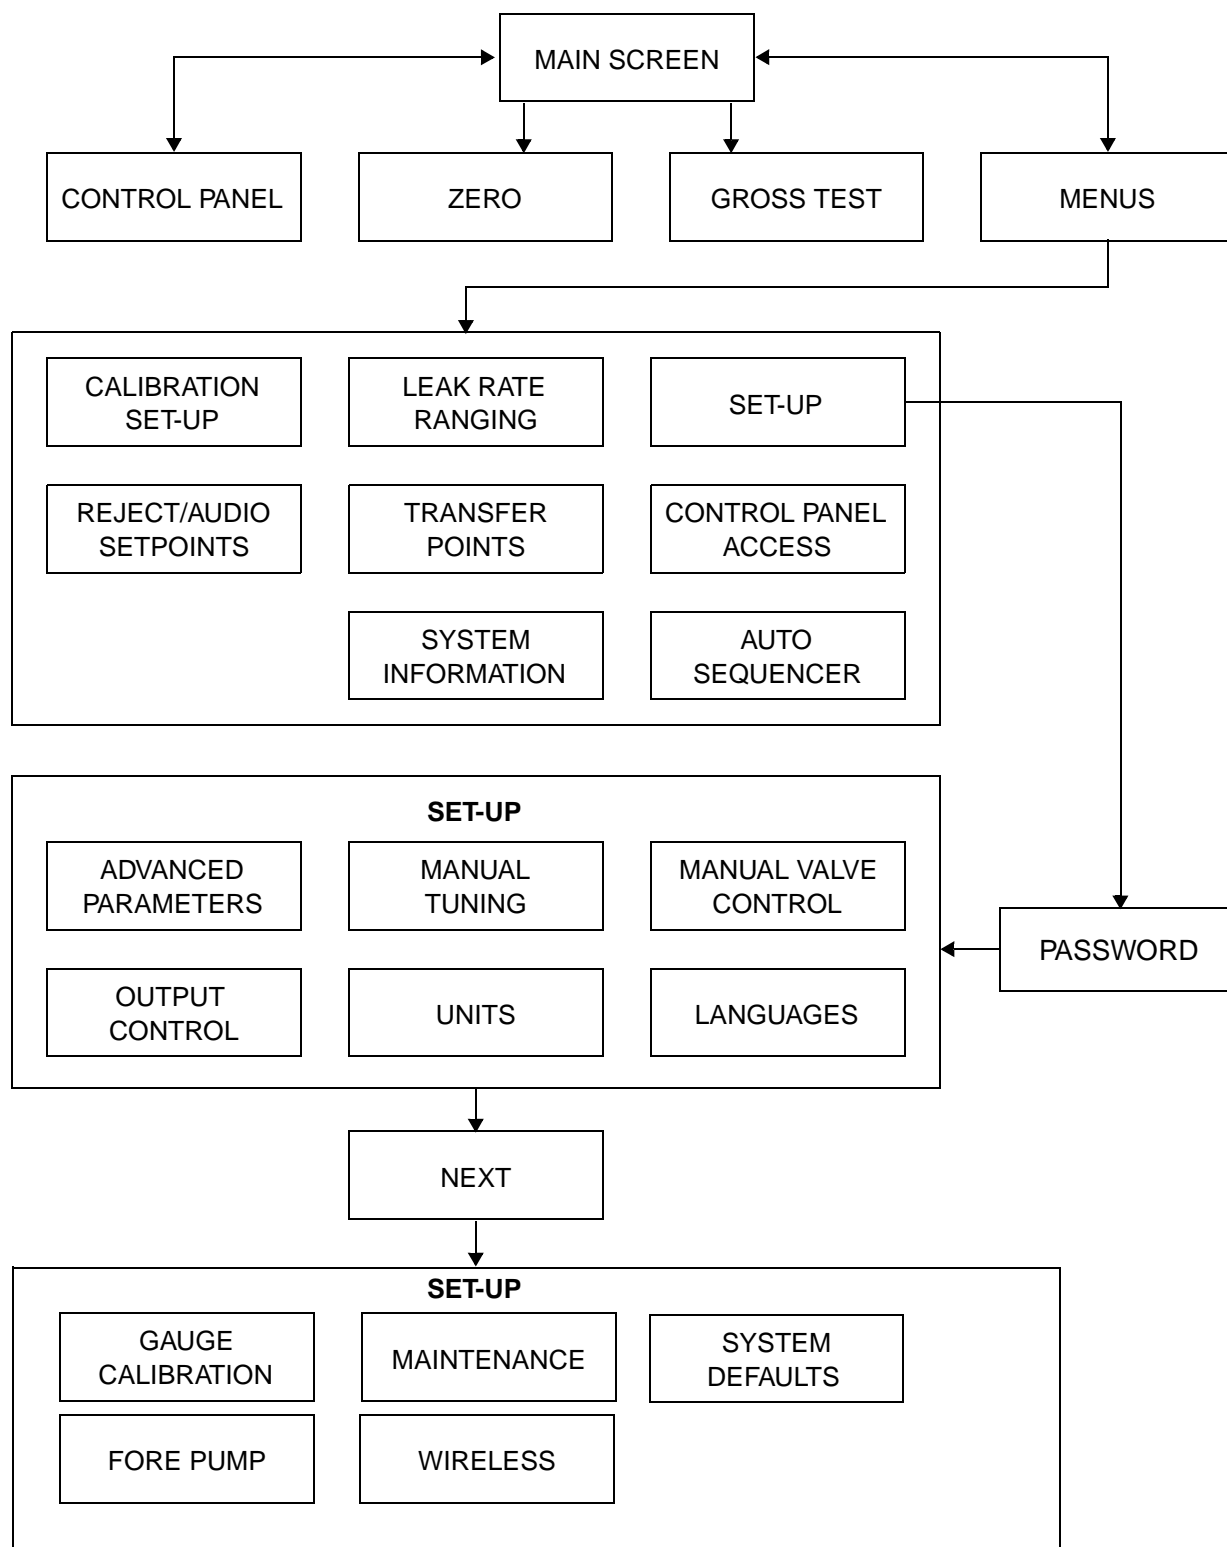 MAIN SCREEN
CONTROL PANEL
ZERO
GROSS TEST
MENUS
CALIBRATION
SET-UP
LEAK RATE
RANGING
SET-UP
REJECT/AUDIO
SETPOINTS
TRANSFER
POINTS
CONTROL PANEL
ACCESS
SYSTEM
INFORMATION
AUTO
SEQUENCER
SET-UP
ADVANCED
PARAMETERS
MANUAL
TUNING
MANUAL VALVE
CONTROL
PASSWORD
OUTPUT
CONTROL
UNITS
LANGUAGES
NEXT
SET-UP
GAUGE
CALIBRATION
MAINTENANCE
SYSTEM
DEFAULTS
FORE PUMP
WIRELESS